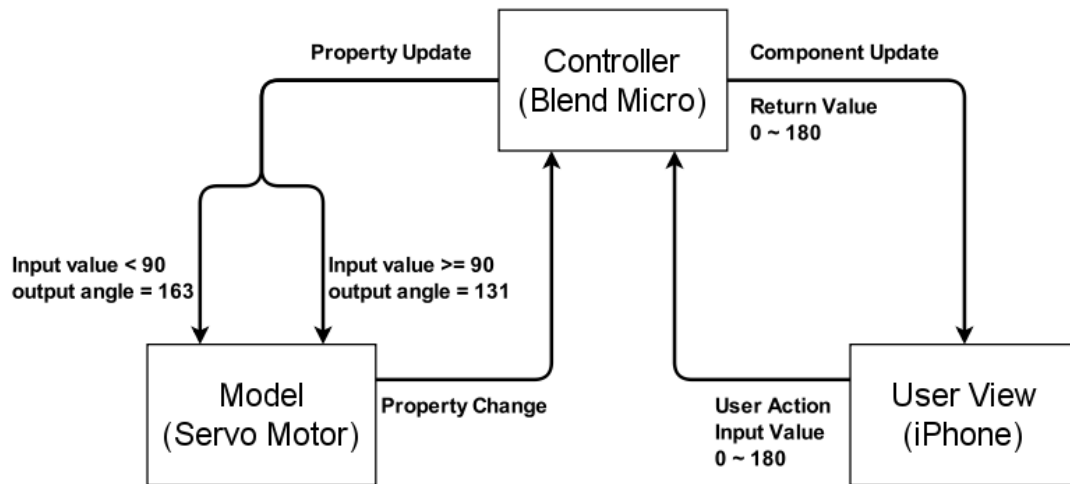 Property Update
Controller
(Blend Micro)
Component Update
Return Value
0 ~ 180
Input value < 90
output angle = 163
Input value >= 90
output angle = 131
Model
(Servo Motor)
Property Change
User Action
Input Value
0 ~ 180
User View
(iPhone)